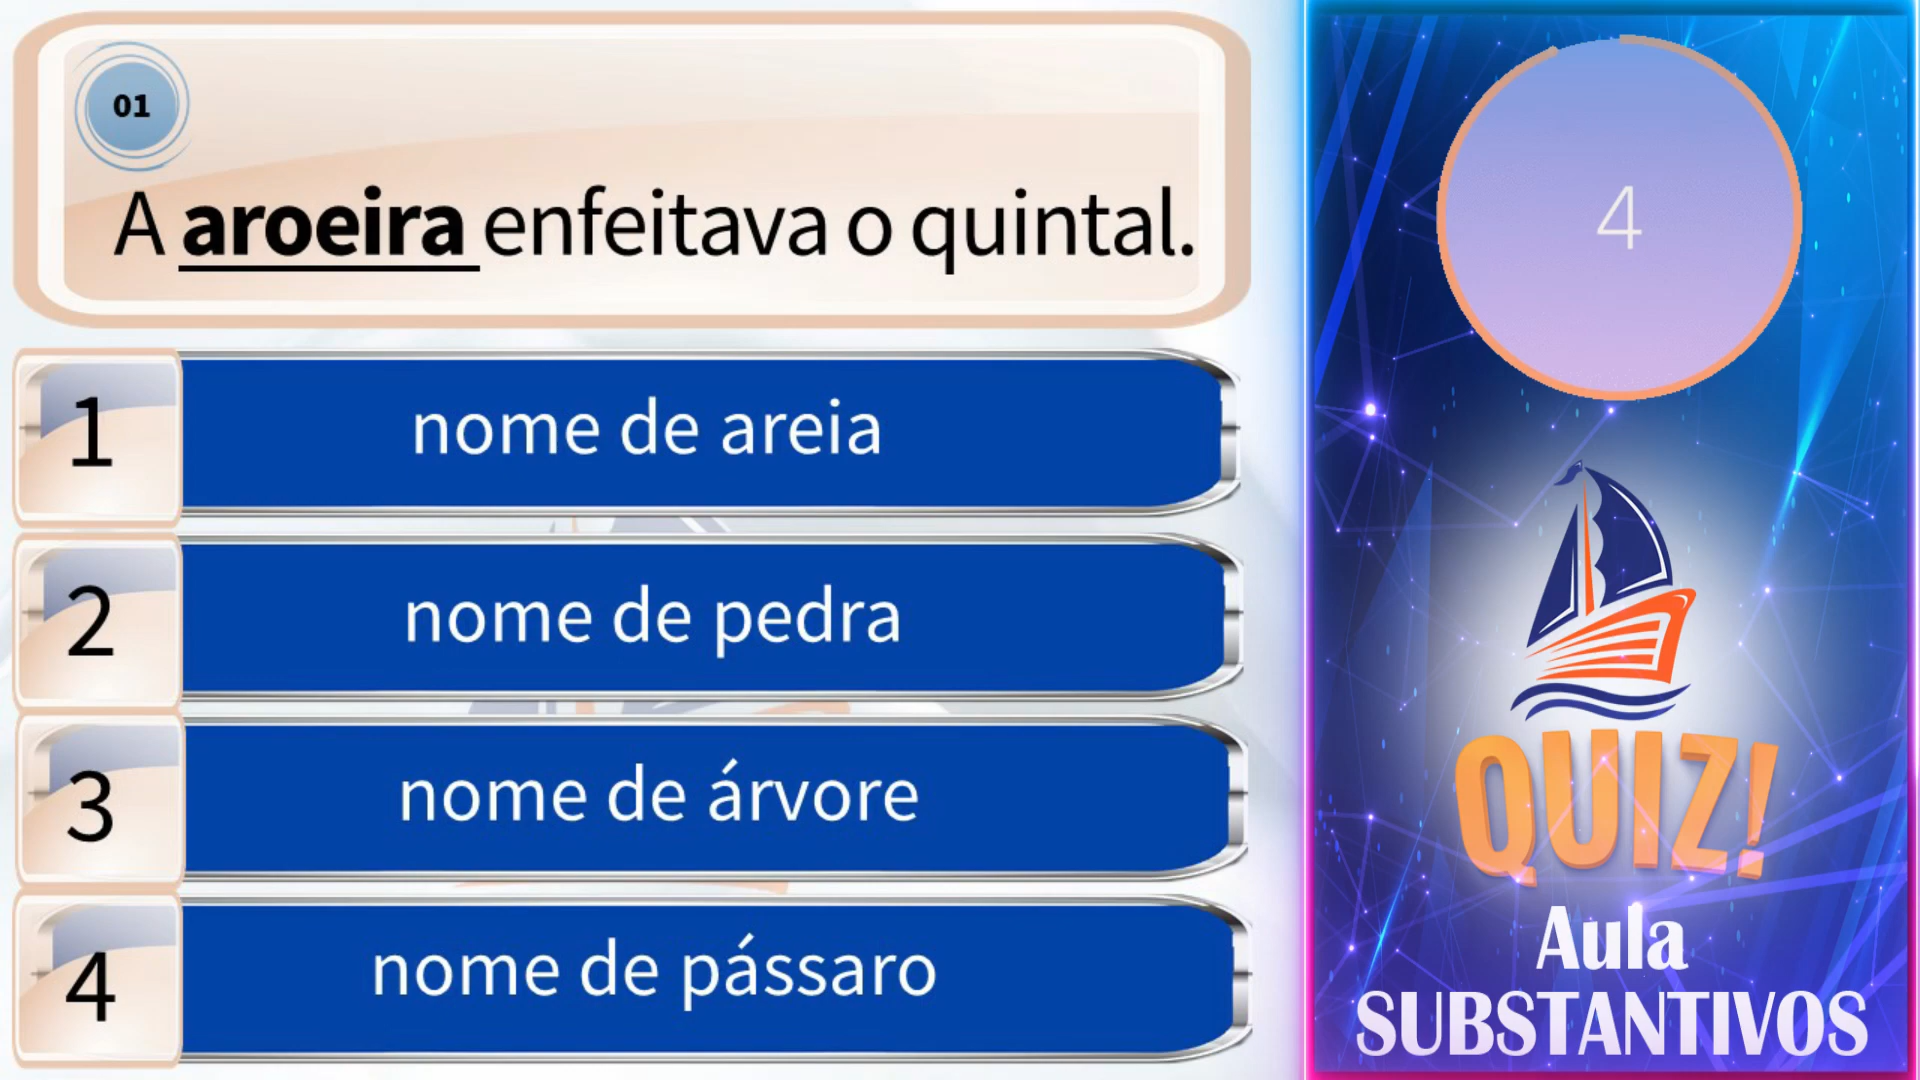 01
A aroeira enfeitava o quintal.
1
nome de areia
2
nome de pedra
3
nome de árvore
4
nome de pássaro
4
QUIZ!
Aula
SUBSTANTIVOS